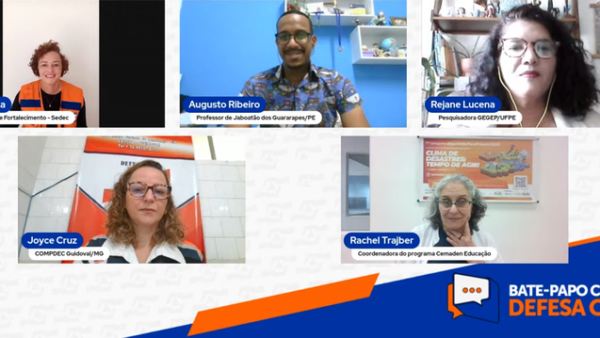 a
e Fortalecimento - Sedec
Augusto Ribeiro
Professor de Jaboatão dos Guararapes/PE
Rejane Lucena
Pesquisadora GEGEP/UFPE
Joyce Cruz
COMPDEC Guidoval/MG
CLIMA DE
DESASTRES:
TEMPO DE AGIR!
Rachel Trajber
Coordenadora do programa Cemaden Educação
BATE-PAPO C
DEFESA C